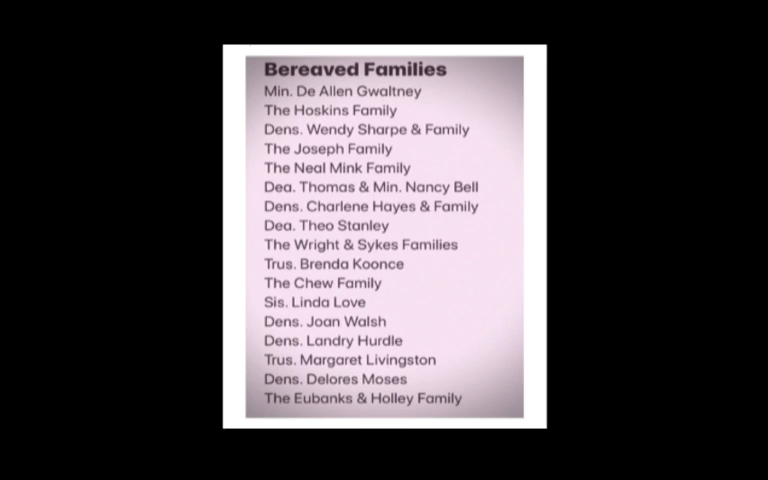 Bereaved Families
Min. De Allen Gwaltney
The Hoskins Family
Dens. Wendy Sharpe & Family
The Joseph Family
The Neal Mink Family
Dea. Thomas & Min. Nancy Bell
Dens. Charlene Hayes & Family
Dea. Theo Stanley
The Wright & Sykes Families
Trus. Brenda Koonce
The Chew Family
Sis. Linda Love
Dens. Joan Walsh
Dens. Landry Hurdle
Trus. Margaret Livingston
Dens. Delores Moses
The Eubanks & Holley Family